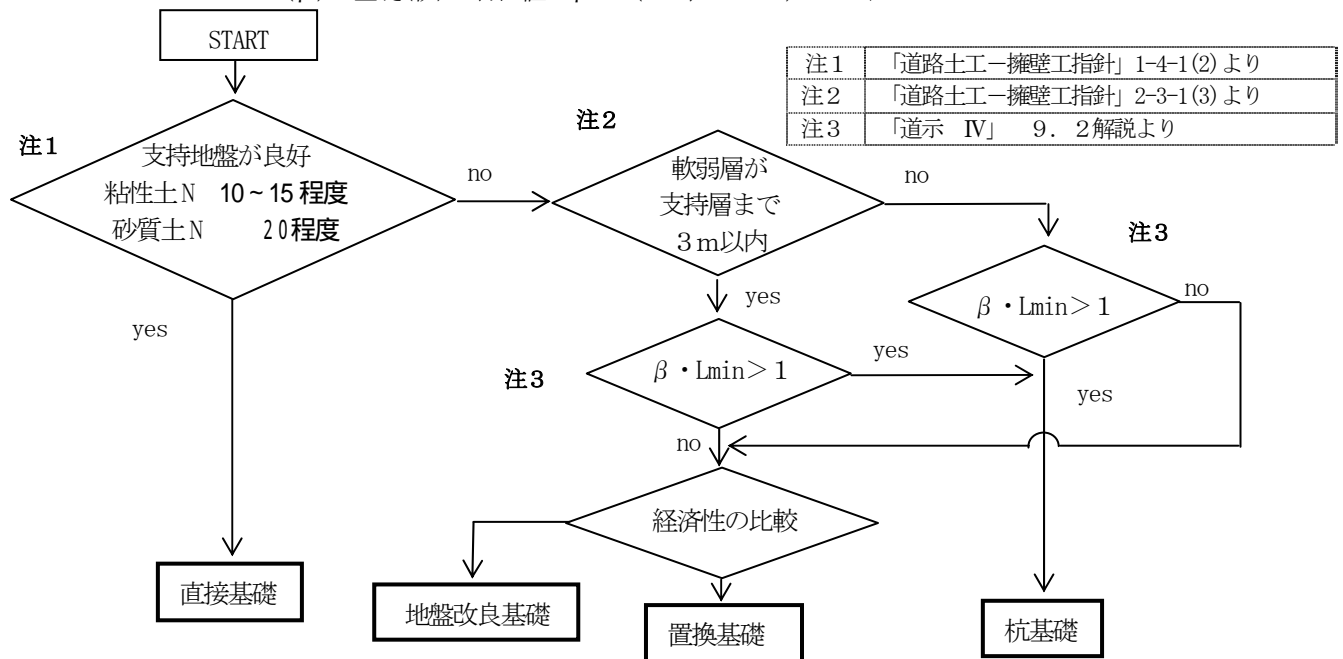 START
注1 「道路土工－擁壁工指針」1-4-1(2)より
注2 「道路土工－擁壁工指針」2-3-1(3)より
注3 「道示 Ⅳ」 9．2解説より
注1
支持地盤が良好
粘性土N 10~15程度
砂質土N 20程度
no
注2
軟弱層が
支持層まで
３ｍ以内
no
注3
β・Lmin＞1
no
yes
yes
注3
β・Lmin＞1
yes
yes
no
経済性の比較
直接基礎
地盤改良基礎
置換基礎
杭基礎